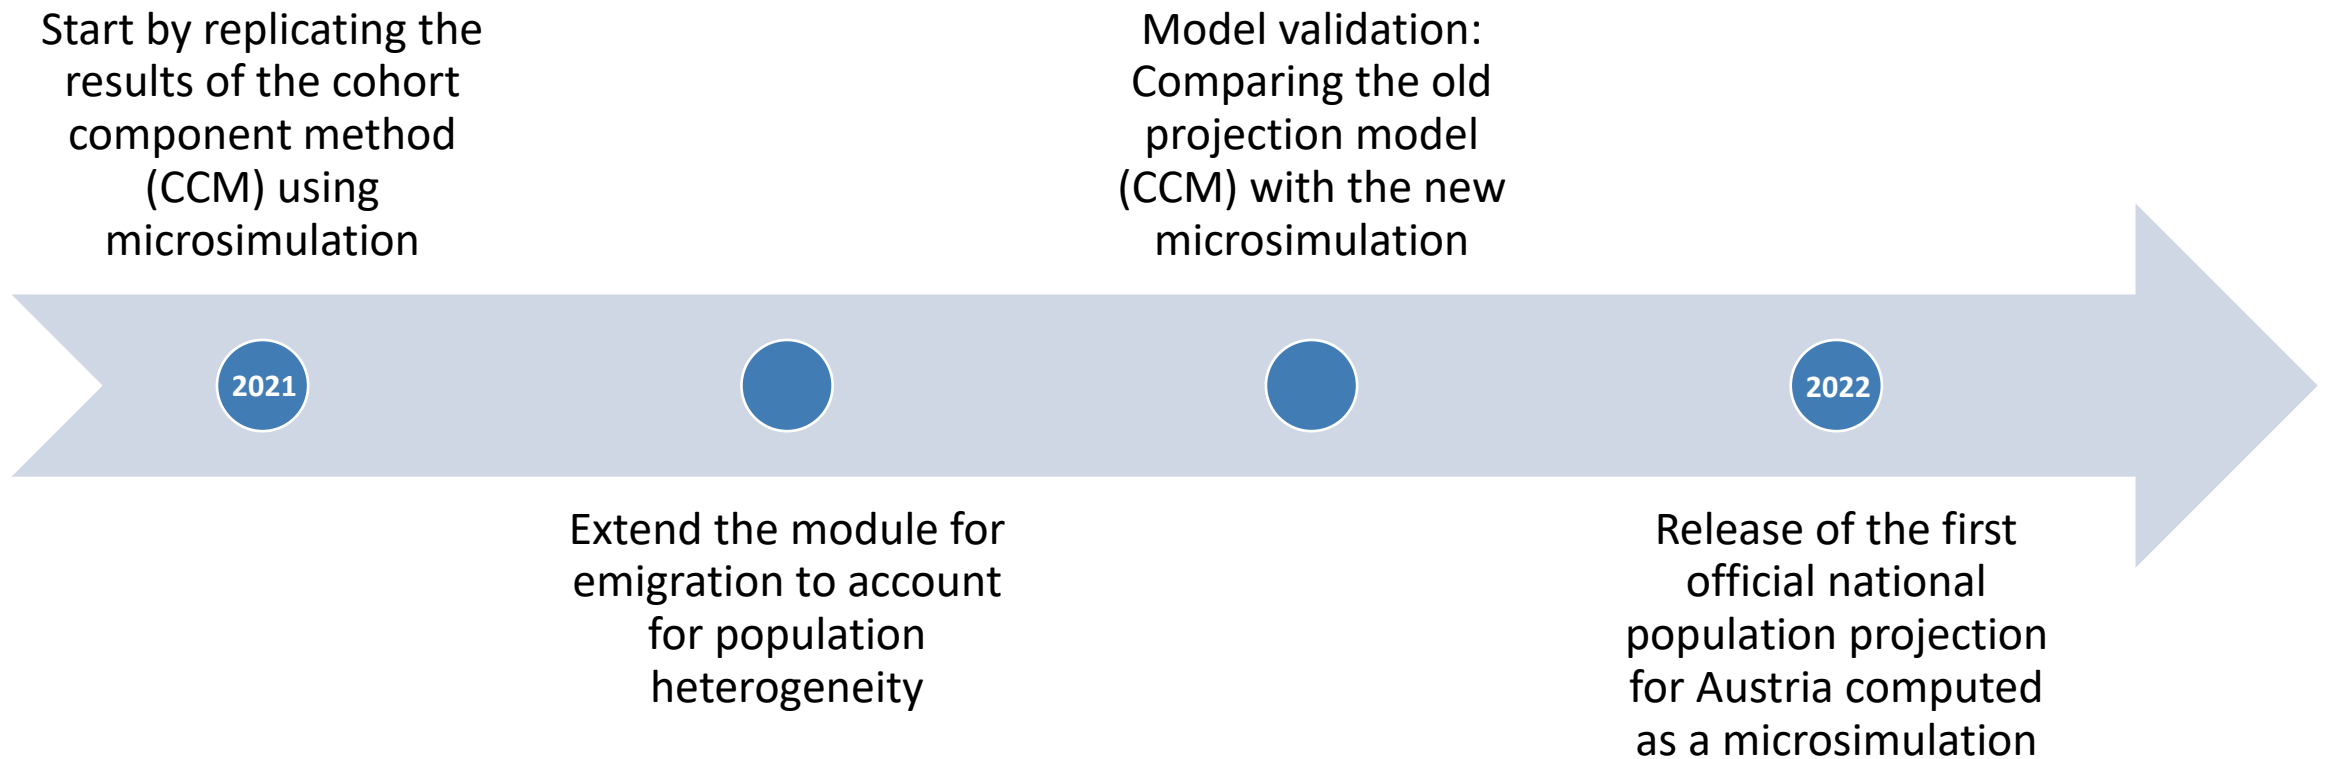 Start by replicating the
results of the cohort
component method
(CCM) using
microsimulation
Model validation:
Comparing the old
projection model
(CCM) with the new
microsimulation
2021
2022
Extend the module for
emigration to account
for population
heterogeneity
Release of the first
official national
population projection
for Austria computed
as a microsimulation